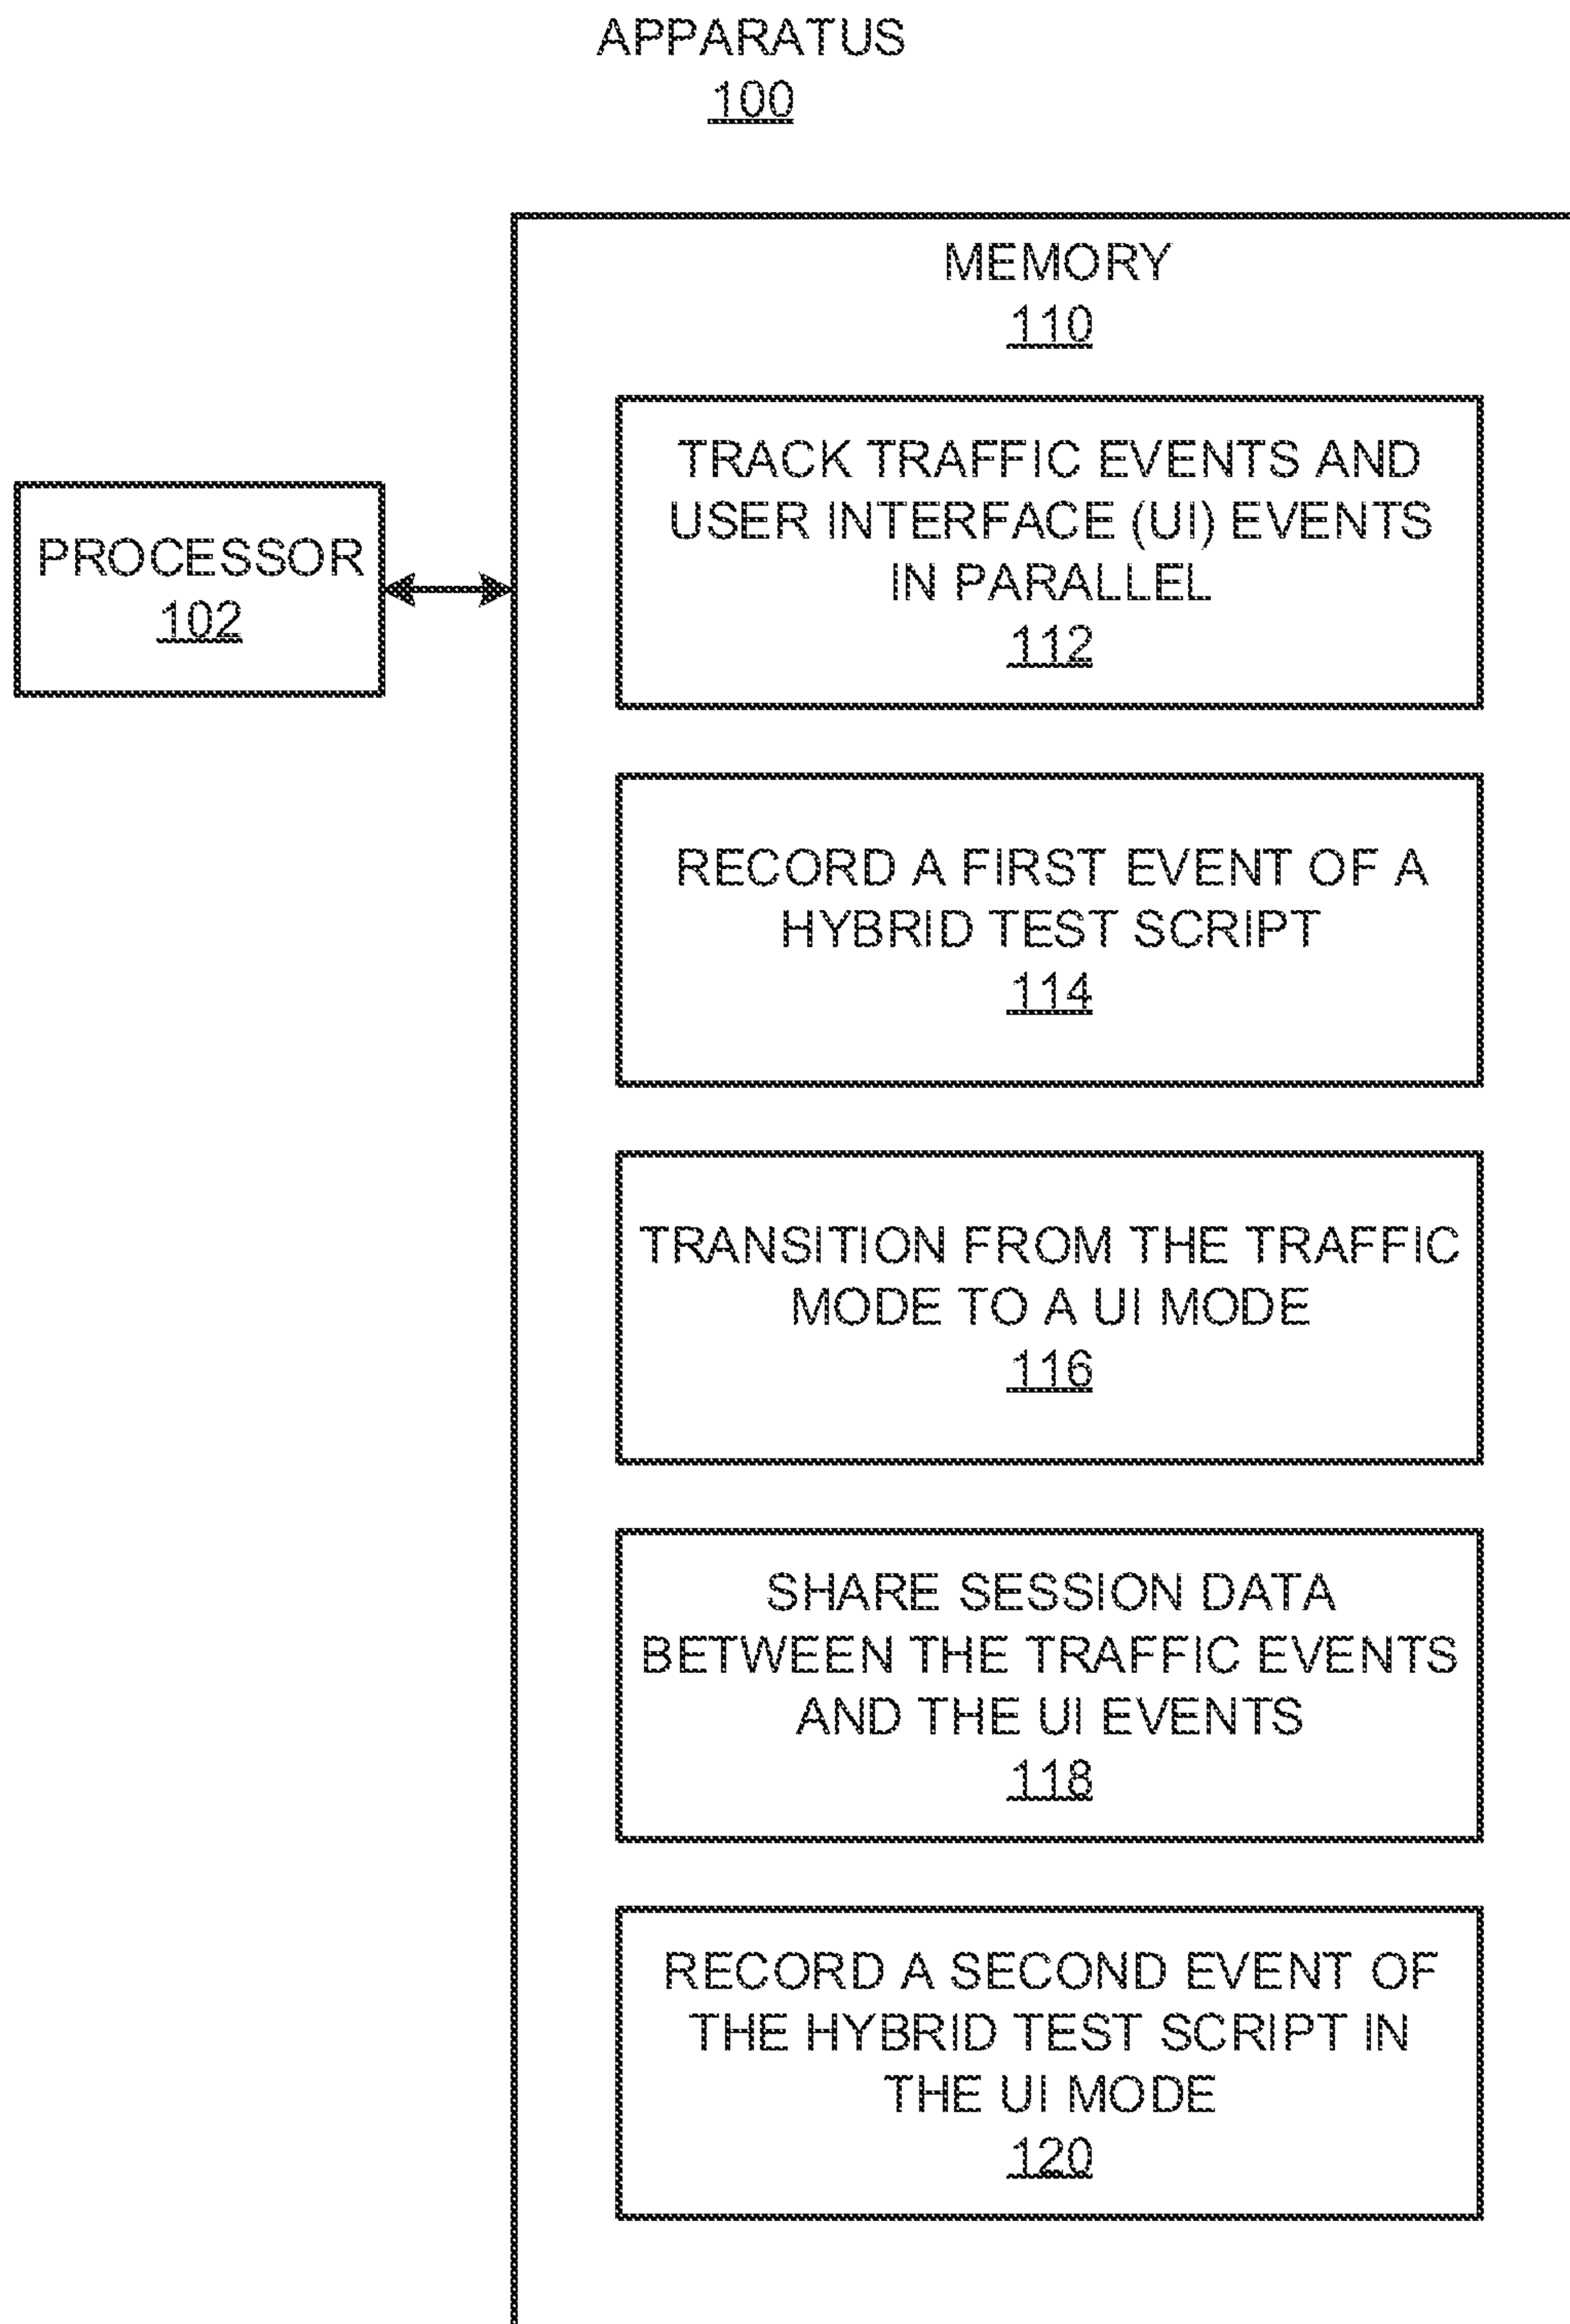 APPARATUS
100
MEMORY
110
PROCESSOR
102
TRACK TRAFFIC EVENTS AND
USER INTERFACE (UI) EVENTS
IN PARALLEL
112
RECORD A FIRST EVENT OF A
HYBRID TEST SCRIPT
114
TRANSITION FROM THE TRAFFIC
MODE TO A UI MODE
116
SHARE SESSION DATA
BETWEEN THE TRAFFIC EVENTS
AND THE UI EVENTS
118
RECORD A SECOND EVENT OF
THE HYBRID TEST SCRIPT IN
THE UI MODE
120